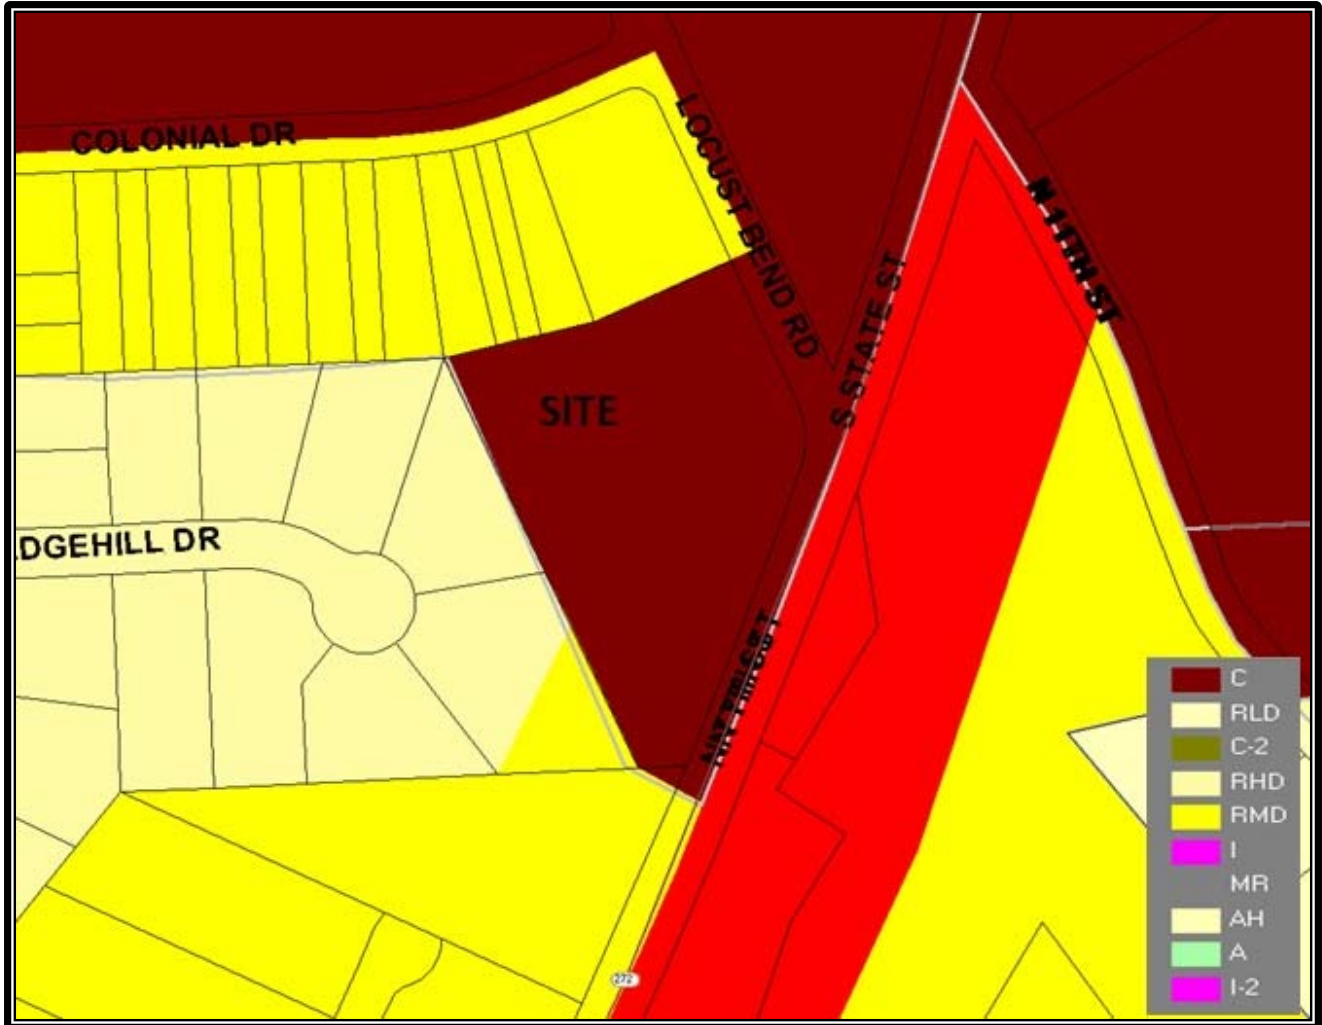 COLONIAL DR
LOCUST BEND RD
N 11TH ST
S STATE ST
SITE
DGEHILL DR
272
C
RLD
C-2
RHD
RMD
I
MR
AH
A
I-2